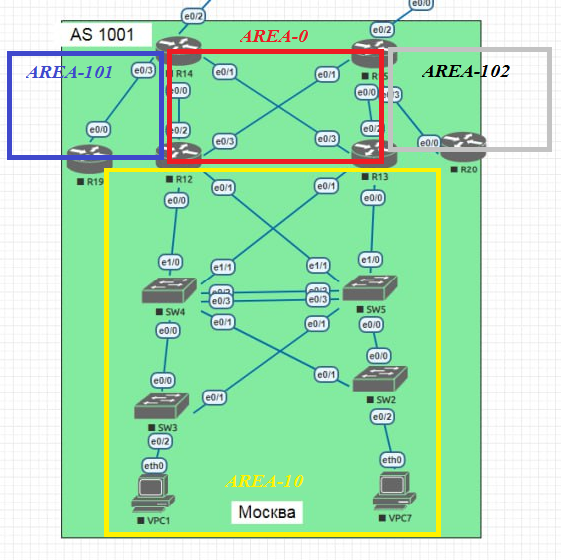 e0/2
e0/0
AS 1001
AREA-0
e0/2
AREA-101
AREA-102
R14
R15
e0/3
e0/1
e0/1
e0/0
e0/0
e0/3
e0/0
e0/2
e0/3
e0/3
e0/2
e0/0
R19
R12
R13
R20
e0/1
e0/1
e0/0
e0/0
e1/0
e1/1
e1/1
e1/0
e0/2
e0/2
e0/3
e0/3
SW4
SW5
e0/0
e0/1
e0/1
e0/0
e0/0
e0/0
e0/1
e0/1
SW3
SW2
e0/2
e0/2
eth0
eth0
AREA-10
VPC1
Москва
VPC7